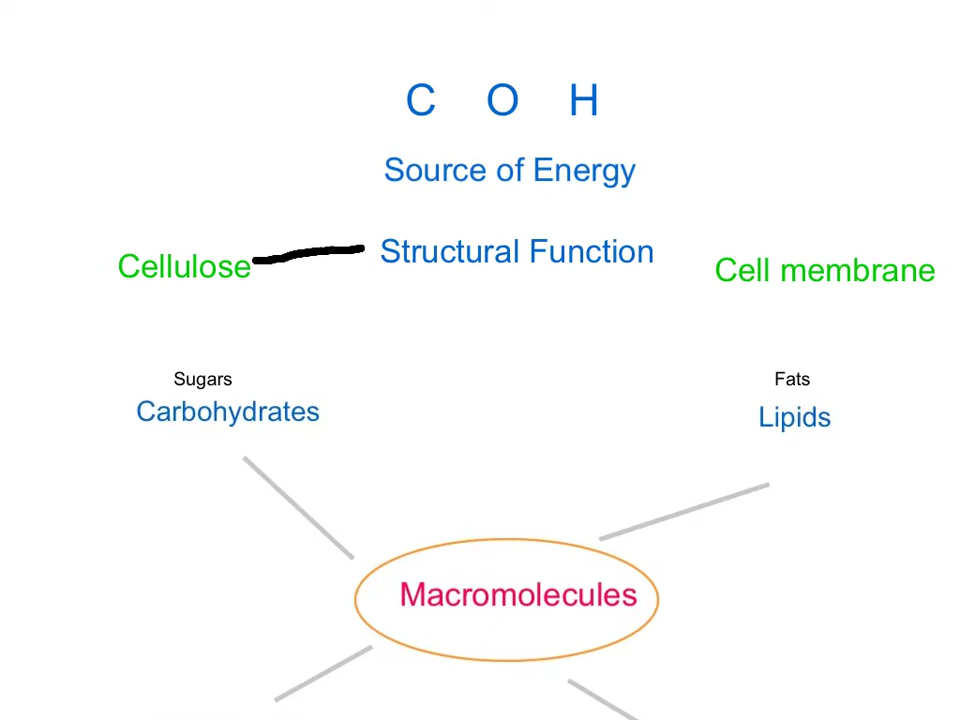 C O H
Source of Energy
Structural Function
Cellulose
Cell membrane
Sugars
Fats
Carbohydrates
Lipids
Macromolecules